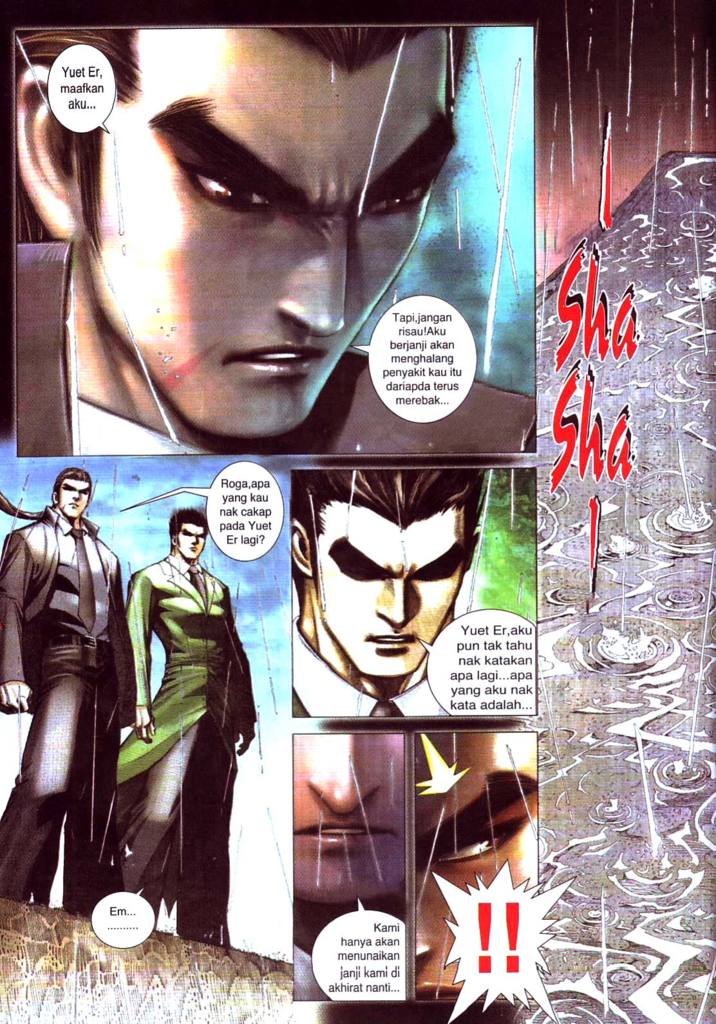 Yuet Er,
maafkan
aku...
Tapi,jangan
risau!Aku
berjanji akan
menghalang
penyakit kau itu
dariapda terus
merebak...
Sha
Sha
Roga,apa
yang kau
nak cakap
pada Yuet
Er lagi?
Yuet Er,aku
pun tak tahu
nak katakan
apa lagi...apa
yang aku nak
kata adalah...
Em...
..........
Kami
hanya akan
menunaikan
janji kami di
akhirat nanti...
!!